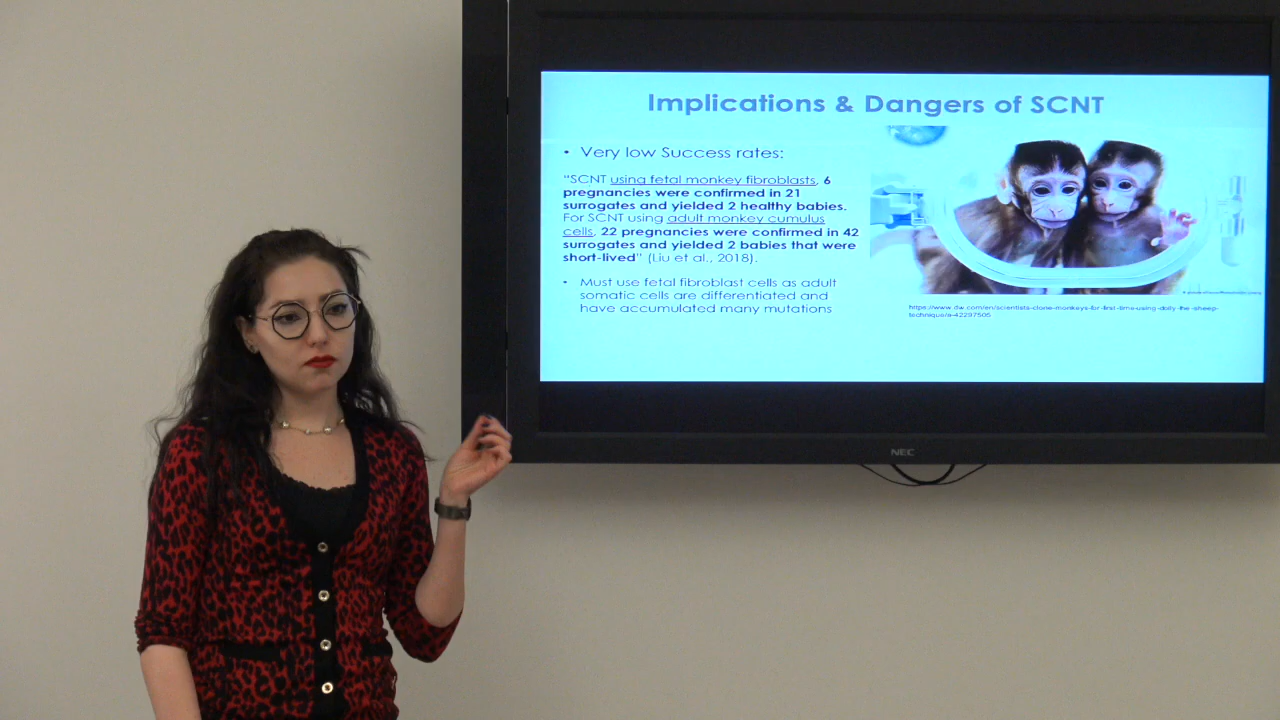 Implications & Dangers of SCNT
• Very low Success rates:
“SCNT using fetal monkey fibroblasts, 6
pregnancies were confirmed in 21
surrogates and yielded 2 healthy babies.
For SCNT using adult monkey cumulus
cells, 22 pregnancies were confirmed in 42
surrogates and yielded 2 babies that were
short-lived” (Liu et al., 2018).
• Must use fetal fibroblast cells as adult
somatic cells are differentiated and
have accumulated many mutations
https://www.dw.com/en/scientists-clone-monkeys-for-first-time-using-dolly-the-sheep-
technique/a-42297505
NEC